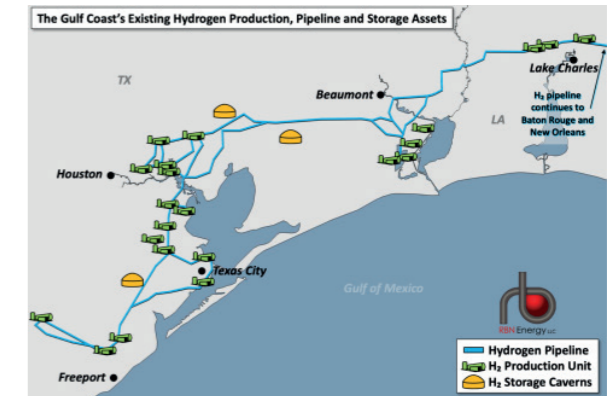 The Gulf Coast's Existing Hydrogen Production, Pipeline and Storage Assets
TX
Lake Charles
Beaumont
H₂ pipeline
continues to
Baton Rouge and
New Orleans
LA
Houston
Texas City
Gulf of Mexico
rb
RBN Energy LLC
Hydrogen Pipeline
H₂ Production Unit
H₂ Storage Caverns
Freeport